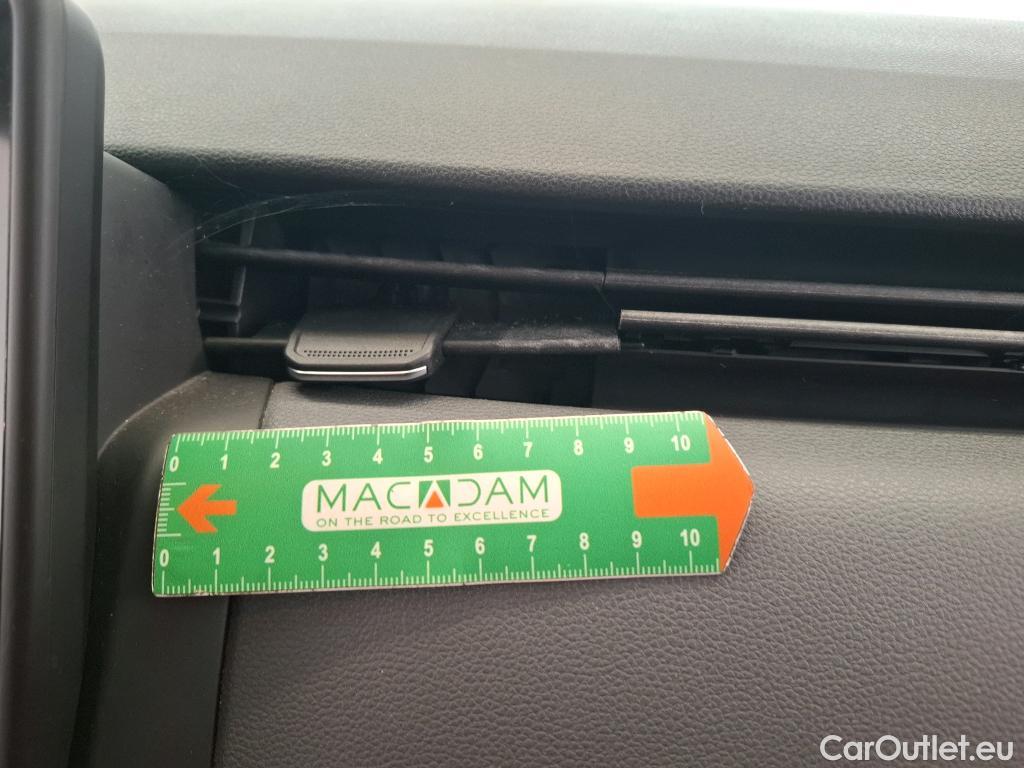 0 1 2 3 4 5 6 7 8 9 10
MACADAM
ON THE ROAD TO EXCELLENCE
0 1 2 3 4 5 6 7 8 9 10
CarOutlet.eu